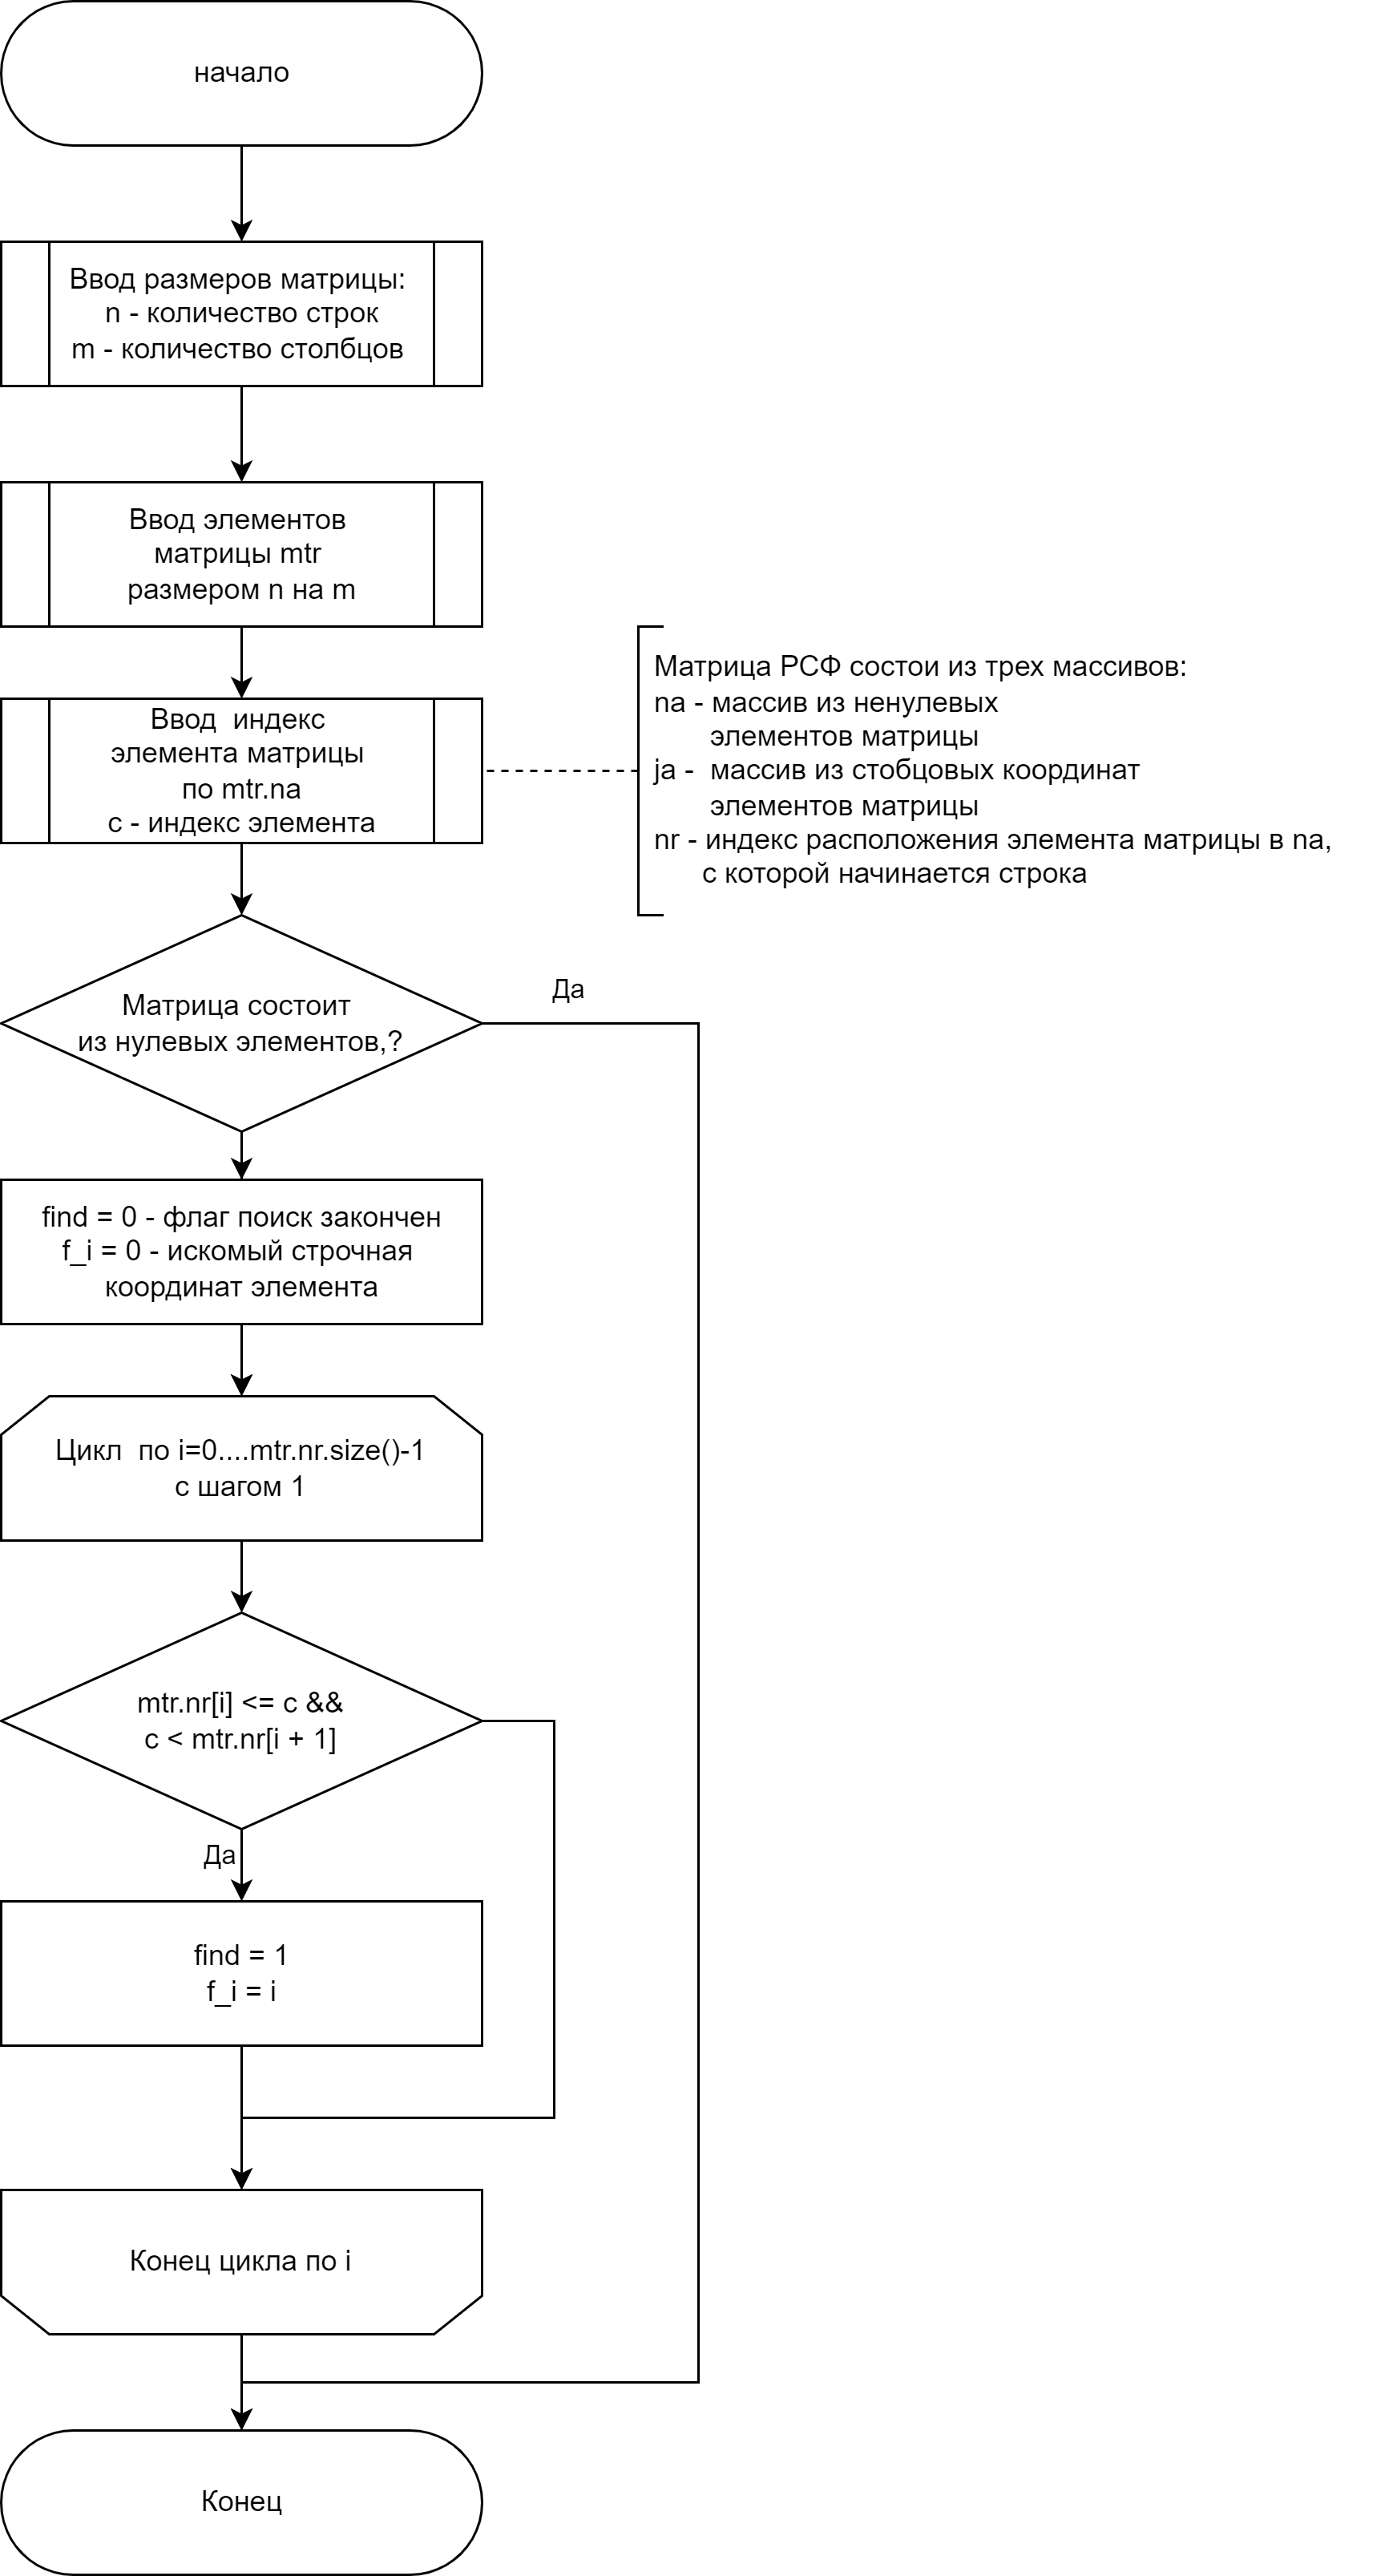 начало
Ввод размеров матрицы:
n - количество строк
m - количество столбцов
Ввод элементов
матрицы mtr
размером n на m
Ввод  индекс
элемента матрицы
по mtr.na
с - индекс элемента
Матрица РСФ состои из трех массивов:
na - массив из ненулевых
элементов матрицы
ja -  массив из стобцовых координат
элементов матрицы
nr - индекс расположения элемента матрицы в na,
с которой начинается строка
Матрица состоит
из нулевых элементов,?
Да
find = 0 - флаг поиск закончен
f_i = 0 - искомый строчная
координат элемента
Цикл  по i=0....mtr.nr.size()-1
с шагом 1
mtr.nr[i] <= c &&
c < mtr.nr[i + 1]
Да
find = 1
f_i = i
Конец цикла по i
Конец